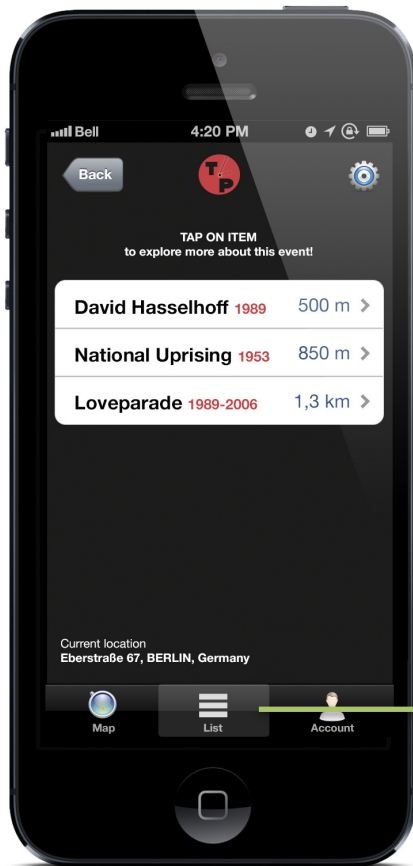 Bell 4:20 PM
Back
TP
TAP ON ITEM
to explore more about this event!
David Hasselhoff 1989 500 m
National Uprising 1953 850 m
Loveparade 1989-2006 1,3 km
Current location
Eberstraße 67, BERLIN, Germany
Map List Account